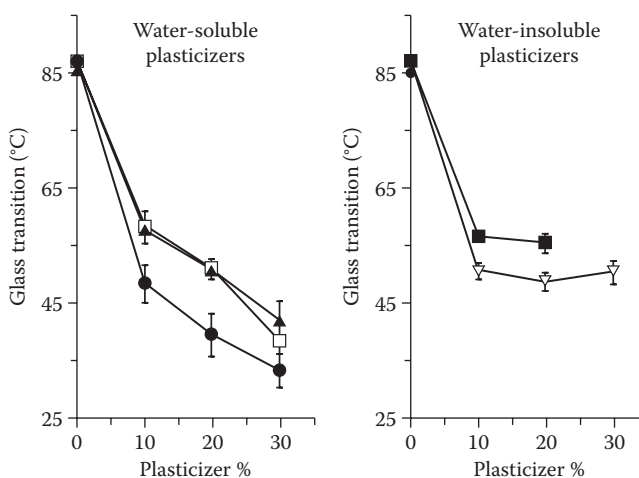 Water-soluble
plasticizers
Glass transition (°C)
85
65
45
25
0
10
20
30
Plasticizer %
Water-insoluble
plasticizers
Glass transition (°C)
85
65
45
25
0
10
20
30
Plasticizer %